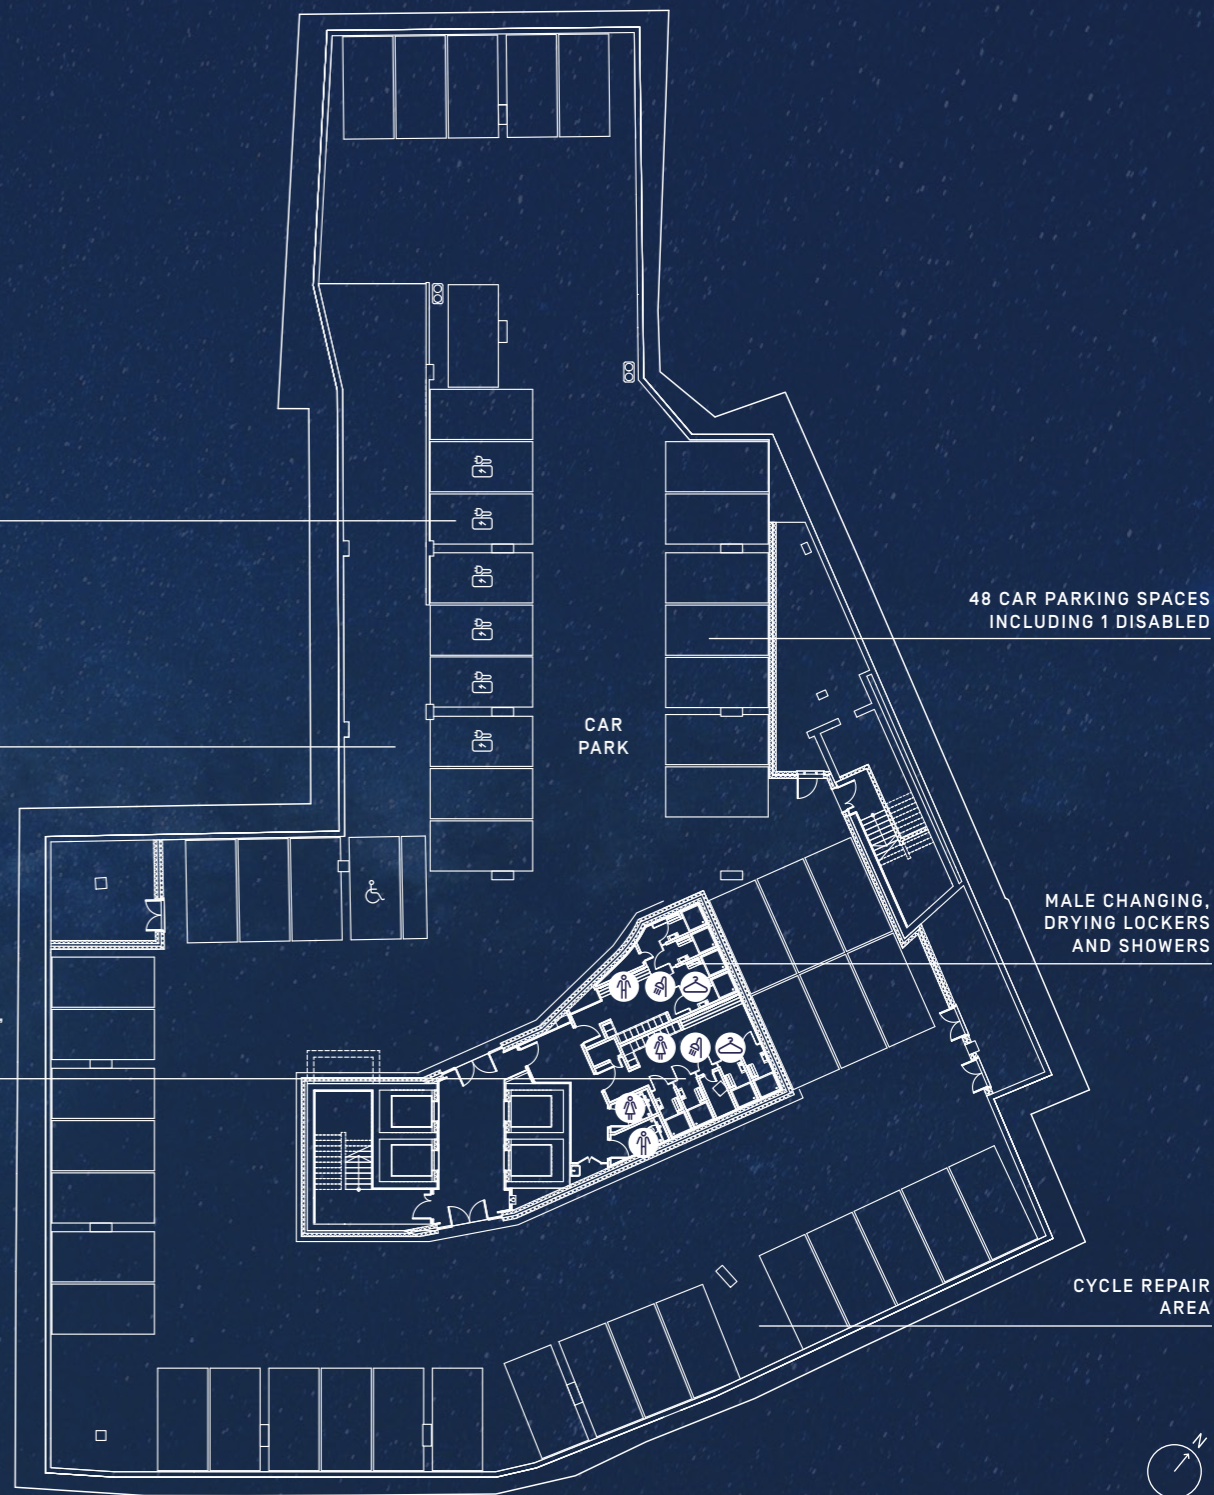 48 CAR PARKING SPACES
INCLUDING 1 DISABLED
CAR
PARK
MALE CHANGING,
DRYING LOCKERS
AND SHOWERS
CYCLE REPAIR
AREA
N